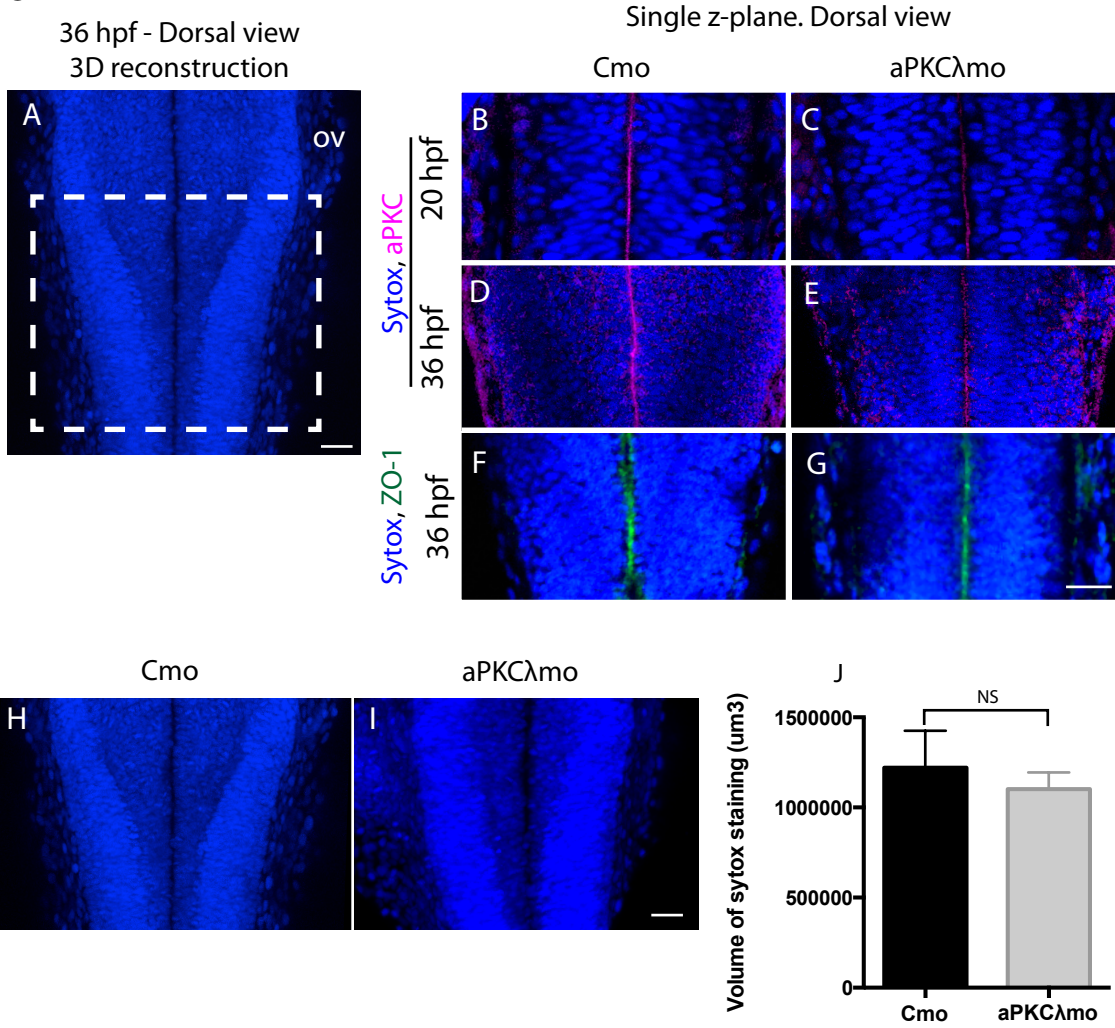 36 hpf - Dorsal view
3D reconstruction
A
ov
Single z-plane. Dorsal view
Cmo
aPKCλmo
Sytox, aPKC
20 hpf
36 hpf
B
C
D
E
Sytox, ZO-1
36 hpf
F
G
Cmo
aPKCλmo
H
I
J
NS
Volume of sytox staining (um3)
1500000
1000000
500000
0
Cmo
aPKCλmo